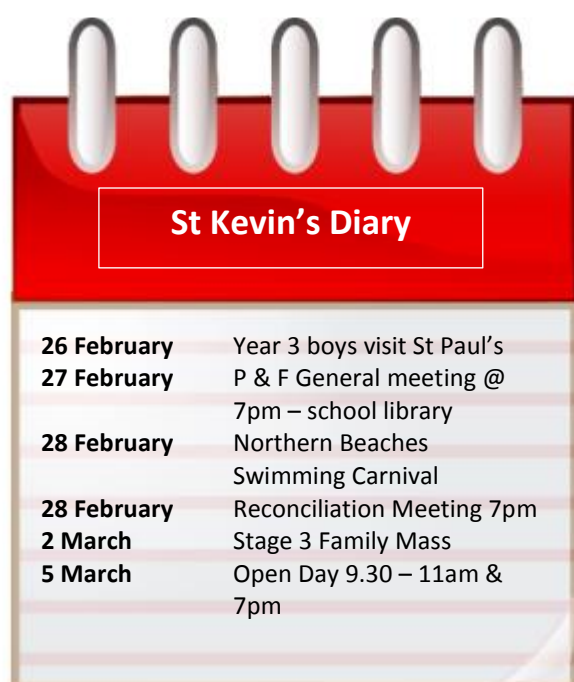 St Kevin’s Diary
26 February Year 3 boys visit St Paul’s
27 February P & F General meeting @
7pm – school library
28 February Northern Beaches
Swimming Carnival
28 February Reconciliation Meeting 7pm
2 March Stage 3 Family Mass
5 March Open Day 9.30 – 11am &
7pm